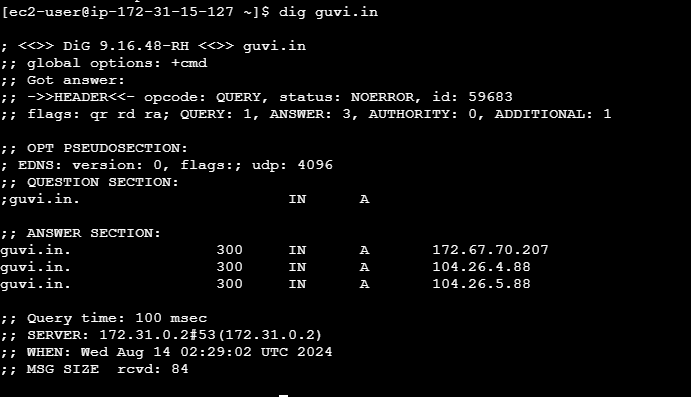 [ec2-user@ip-172-31-15-127 ~]$ dig guvi.in

; <<>> DiG 9.16.48-RH <<>> guvi.in
;; global options: +cmd
;; Got answer:
;; ->>HEADER<<- opcode: QUERY, status: NOERROR, id: 59683
;; flags: qr rd ra; QUERY: 1, ANSWER: 3, AUTHORITY: 0, ADDITIONAL: 1

;; OPT PSEUDOSECTION:
; EDNS: version: 0, flags:; udp: 4096
;; QUESTION SECTION:
;guvi.in. IN A

;; ANSWER SECTION:
guvi.in. 300 IN A 172.67.70.207
guvi.in. 300 IN A 104.26.4.88
guvi.in. 300 IN A 104.26.5.88

;; Query time: 100 msec
;; SERVER: 172.31.0.2#53(172.31.0.2)
;; WHEN: Wed Aug 14 02:29:02 UTC 2024
;; MSG SIZE rcvd: 84